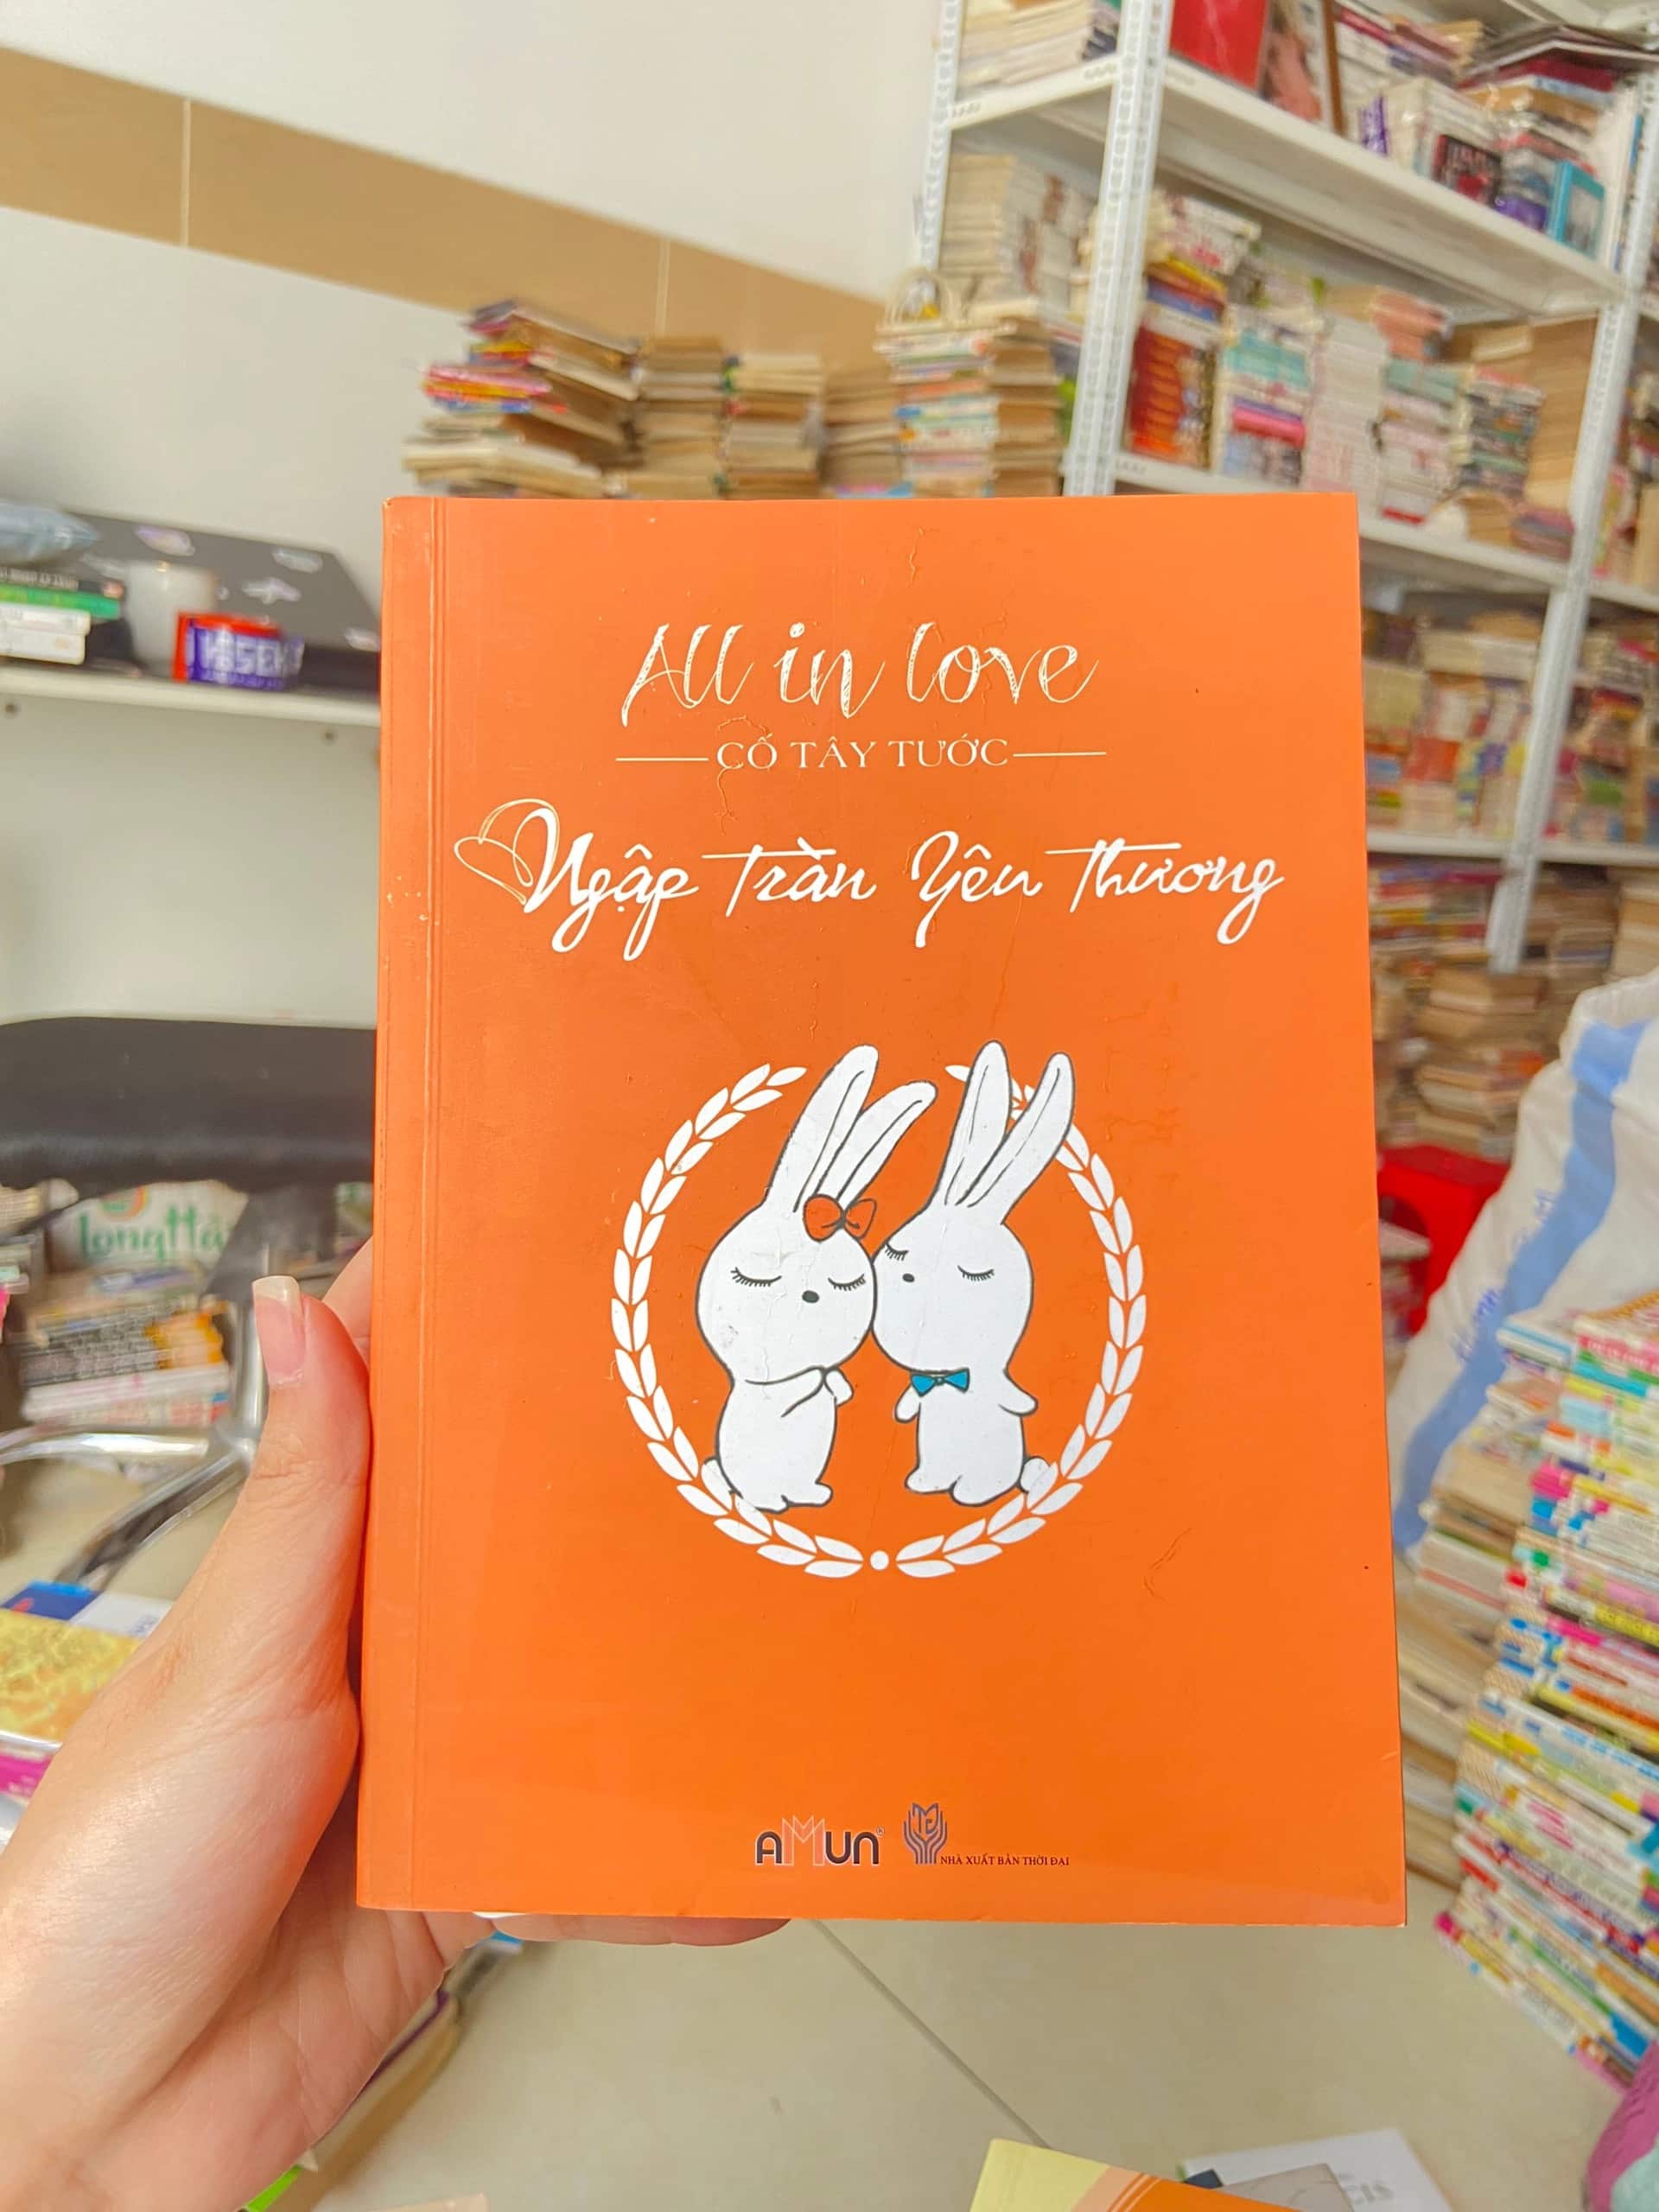 All in love
CỐ TÂY TƯỚC
Ngập Tràn Yêu Thương
AMUN
NHÀ XUẤT BẢN THỜI ĐẠI